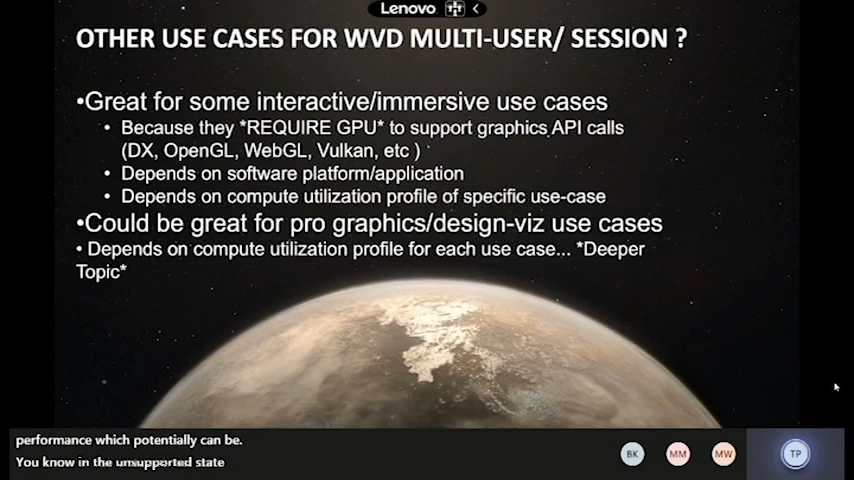 Lenovo
OTHER USE CASES FOR WVD MULTI-USER/ SESSION ?
•Great for some interactive/immersive use cases
• Because they *REQUIRE GPU* to support graphics API calls
(DX, OpenGL, WebGL, Vulkan, etc )
• Depends on software platform/application
• Depends on compute utilization profile of specific use-case
•Could be great for pro graphics/design-viz use cases
• Depends on compute utilization profile for each use case... *Deeper
Topic*
performance which potentially can be.
You know in the unsupported state
BK
MM
MW
TP